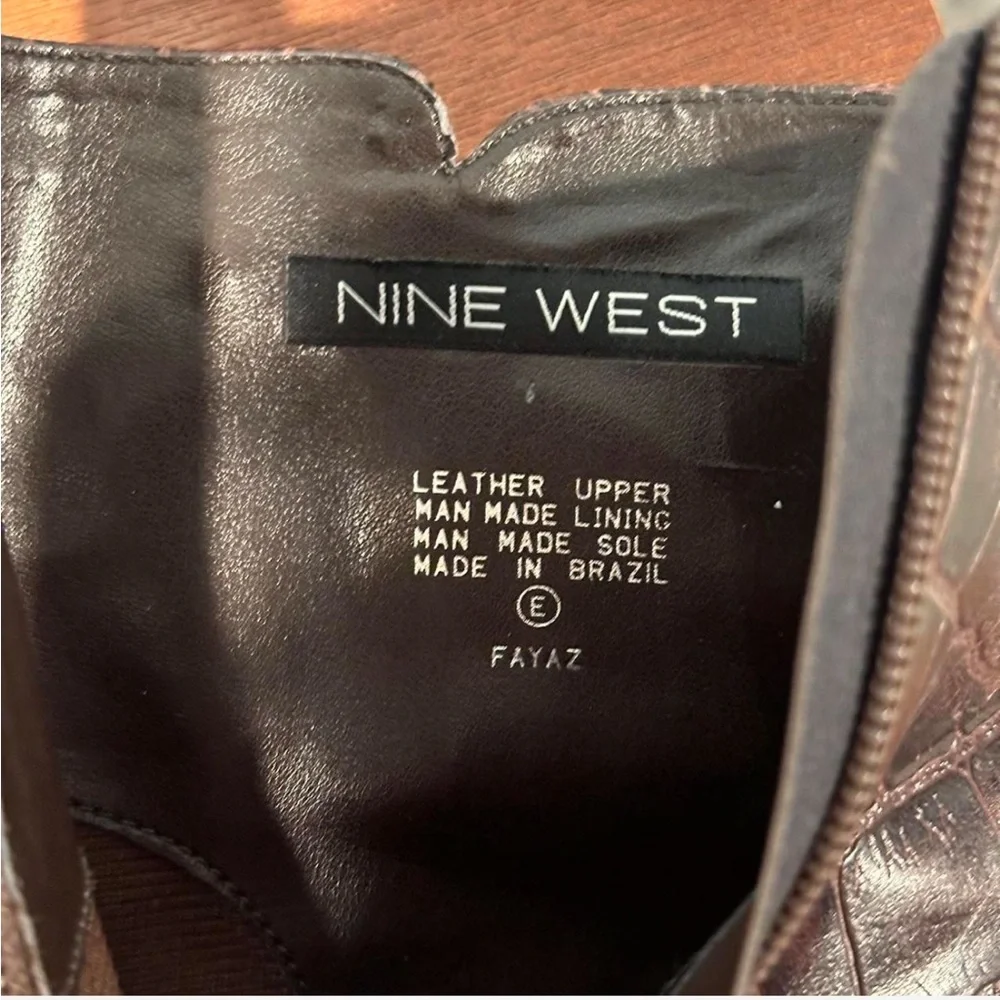 NINE WEST
LEATHER UPPER
MAN MADE LINING
MAN MADE SOLE
MADE IN BRAZIL
E
FAYAZ